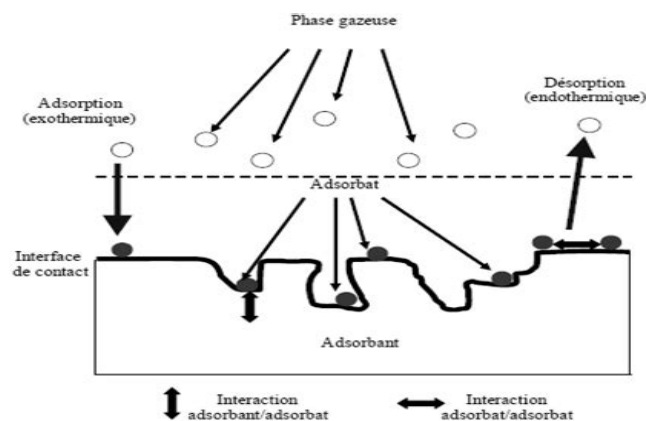 Phase gazeuse
Adsorption
(exothermique)
Désorption
(endothermique)
Adsorbat
Interface
de contact
Adsorbant
Interaction
adsorbant/adsorbat
Interaction
adsorbat/adsorbat